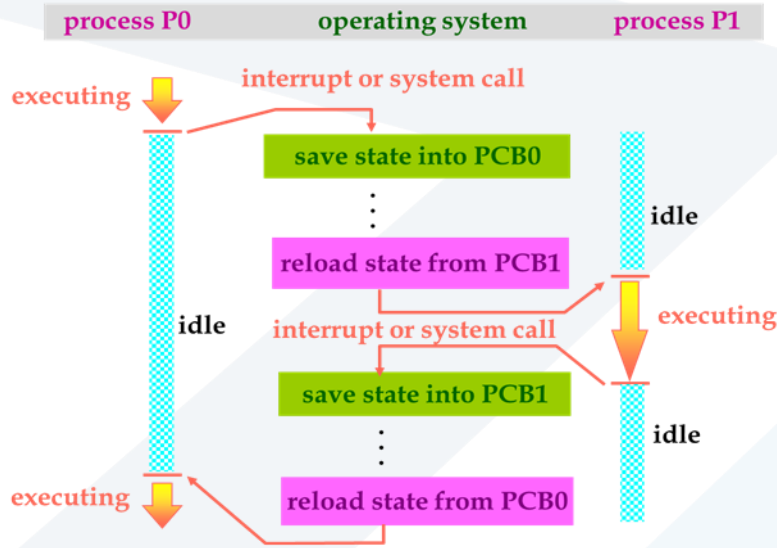 process P0 operating system process P1
interrupt or system call
executing
save state into PCB0
idle
reload state from PCB1
idle
executing
interrupt or system call
save state into PCB1
idle
executing
reload state from PCB0